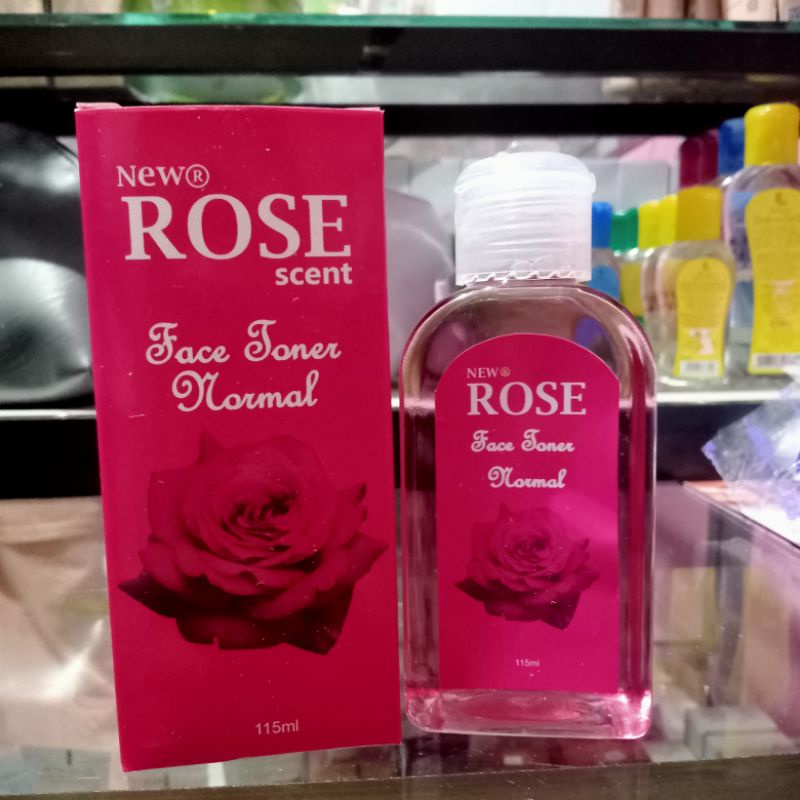 New®
ROSE
scent
Face Toner
Normal
115ml
NEW®
ROSE
Face Toner
Normal
115ml